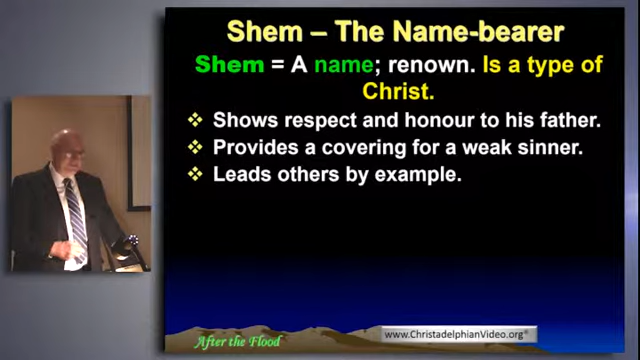 Shem – The Name-bearer
Shem = A name; renown. Is a type of
Christ.
Shows respect and honour to his father.
Provides a covering for a weak sinner.
Leads others by example.
After the Flood
www.ChristadelphianVideo.org®